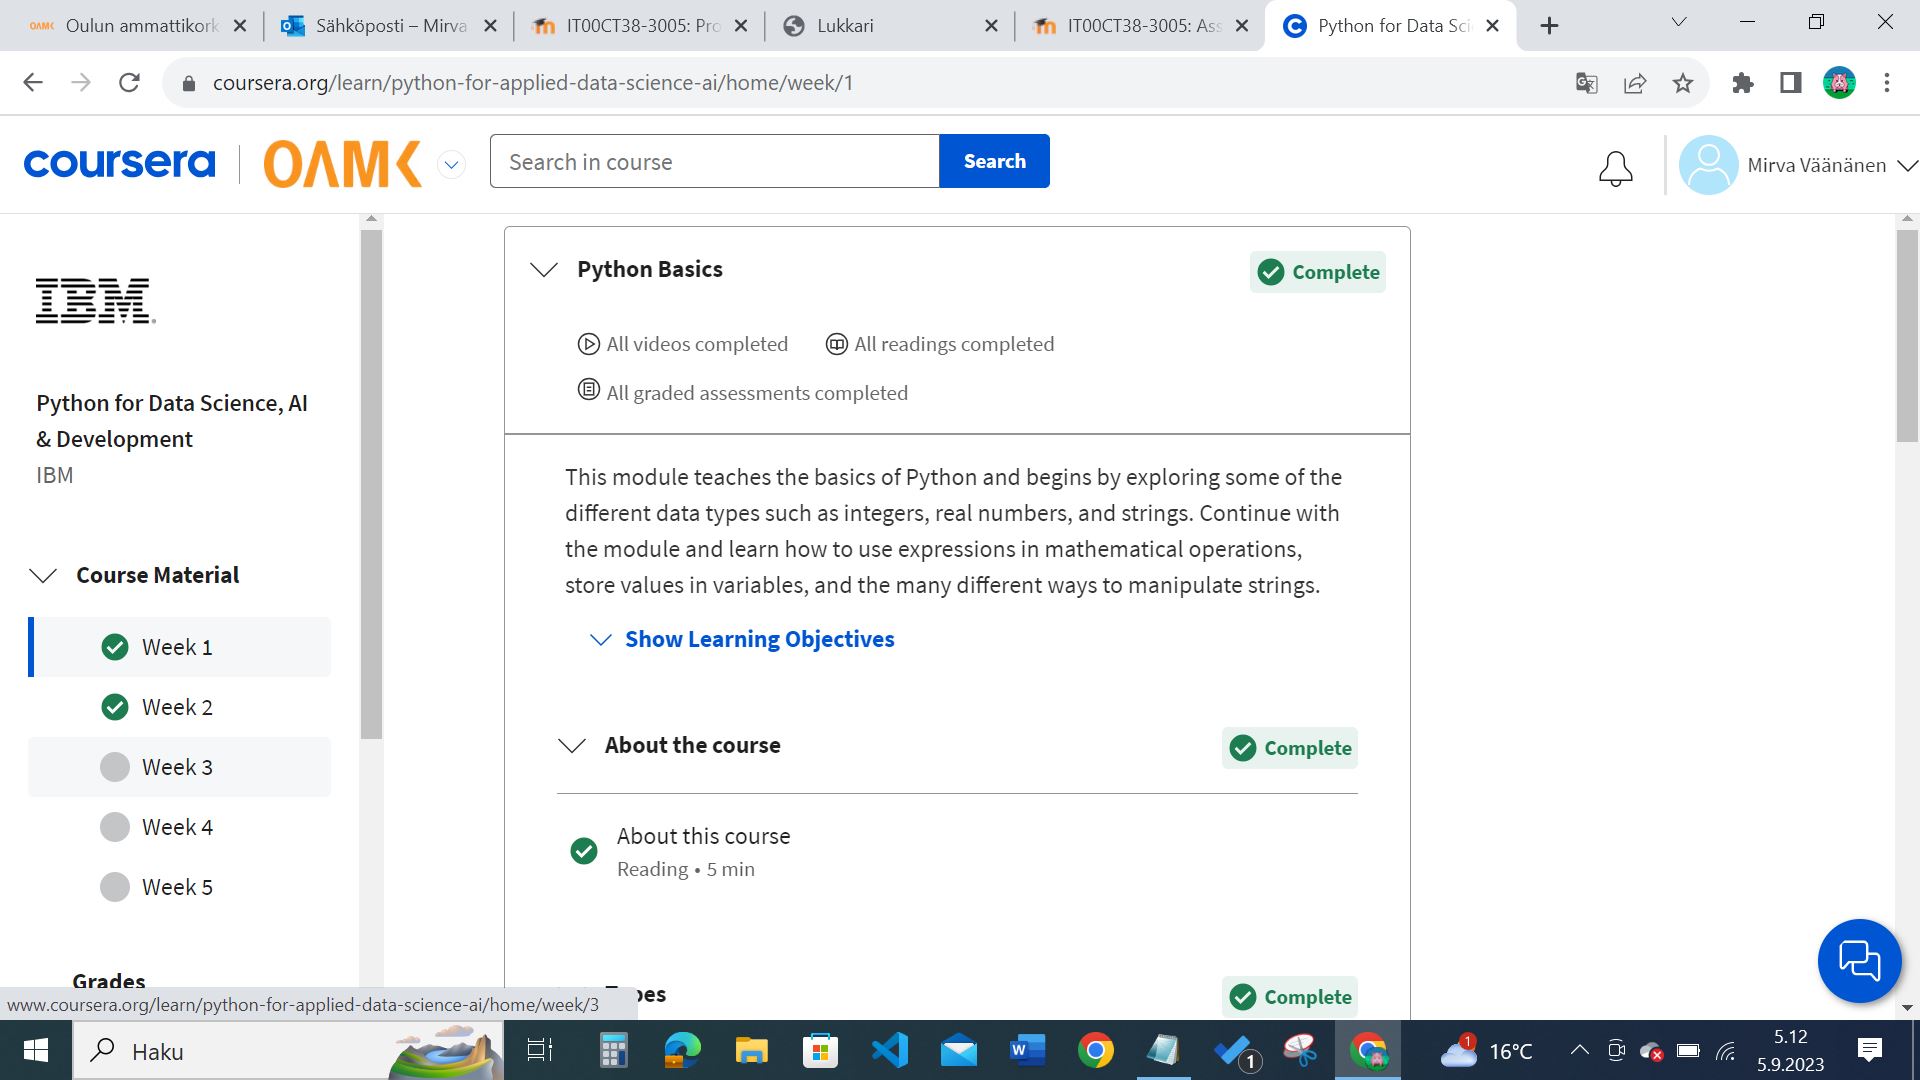 OAMK Oulun ammattikork
Sähköposti – Mirva
IT00CT38-3005: Pro
Lukkari
IT00CT38-3005: Ass
Python for Data Sci
coursera.org/learn/python-for-applied-data-science-ai/home/week/1
coursera
OAMK
Search in course
Search
Mirva Väänänen
IBM
Python for Data Science, AI
& Development
IBM
Course Material
Week 1
Week 2
Week 3
Week 4
Week 5
Grades
www.coursera.org/learn/python-for-applied-data-science-ai/home/week/3
Python Basics
Complete
All videos completed
All readings completed
All graded assessments completed
This module teaches the basics of Python and begins by exploring some of the
different data types such as integers, real numbers, and strings. Continue with
the module and learn how to use expressions in mathematical operations,
store values in variables, and the many different ways to manipulate strings.
Show Learning Objectives
About the course
Complete
About this course
Reading • 5 min
Complete
Haku
1
1
16°C
5.12
5.9.2023